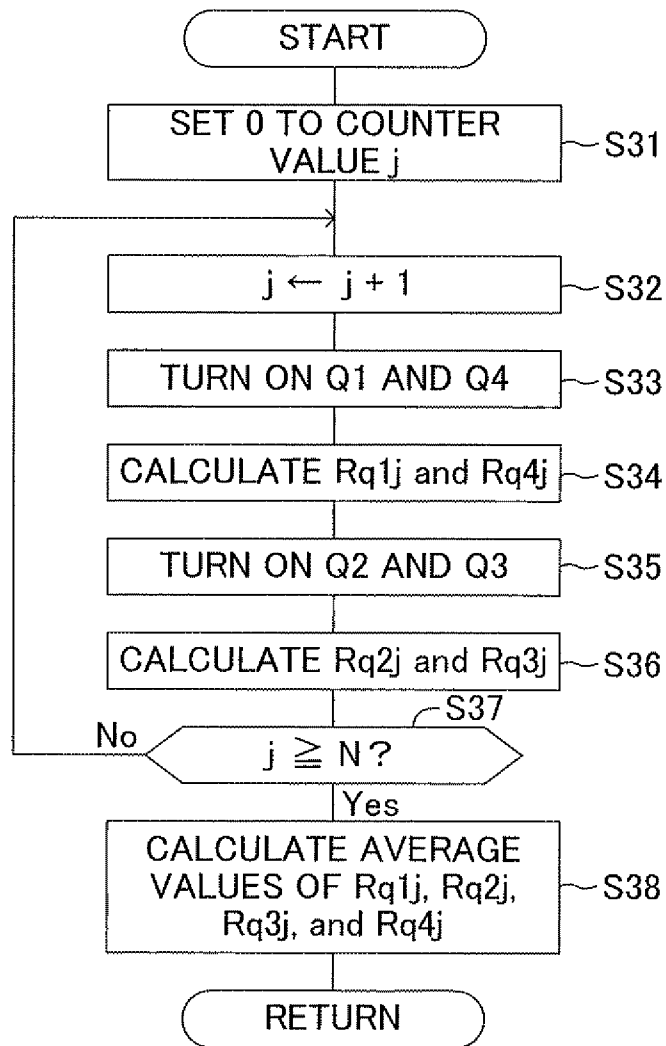 START
SET 0 TO COUNTER
VALUE j
S31
j ← j + 1
S32
TURN ON Q1 AND Q4
S33
CALCULATE Rq1j and Rq4j
S34
TURN ON Q2 AND Q3
S35
CALCULATE Rq2j and Rq3j
S36
S37
No
j ≧ N?
Yes
CALCULATE AVERAGE
VALUES OF Rq1j, Rq2j,
Rq3j, and Rq4j
S38
RETURN